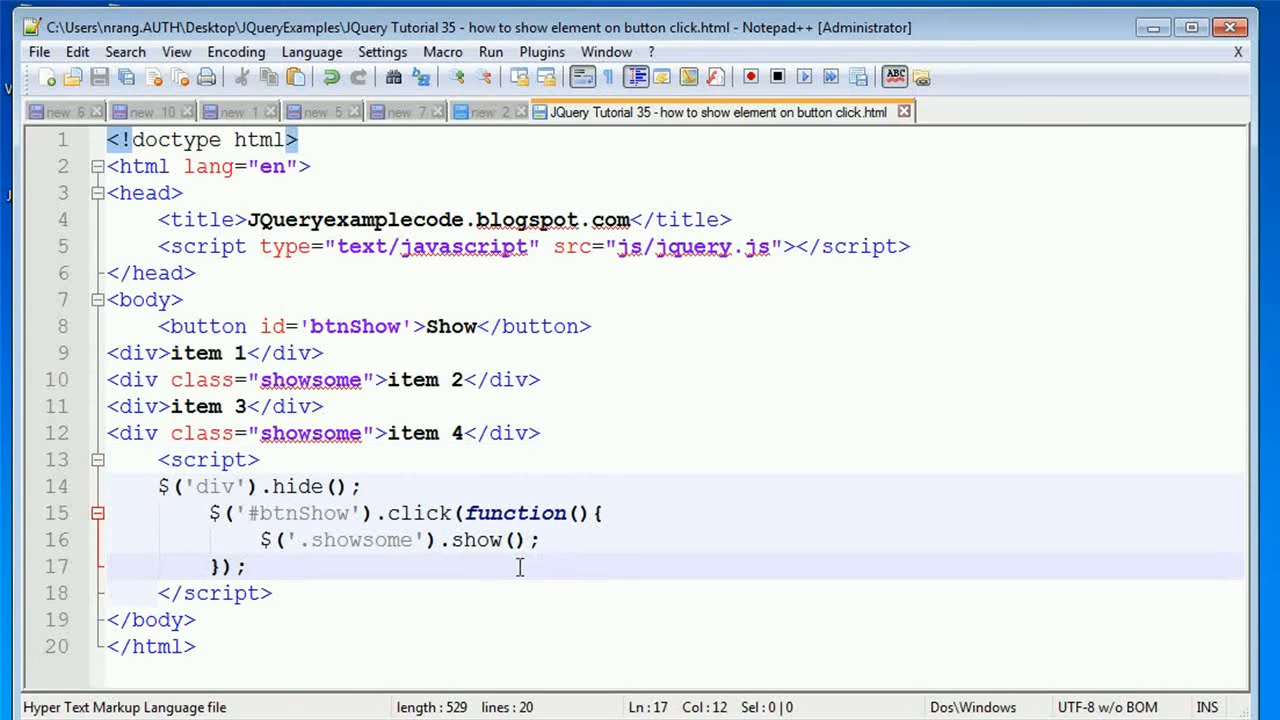 C:\Users\nrang.AUTH\Desktop\JQueryExamples\JQuery Tutorial 35 - how to show element on button click.html - Notepad++ [Administrator]
File Edit Search View Encoding Language Settings Macro Run Plugins Window ? X
ABC
new 6 new 10 new 1 new 5 new 7 new 2 JQuery Tutorial 35 - how to show element on button click.html
1 <!doctype html>
2 <html lang="en">
3 <head>
4 <title>JQueryexamplecode.blogspot.com</title>
5 <script type="text/javascript" src="js/jquery.js"></script>
6 </head>
7 <body>
8 <button id='btnShow'>Show</button>
9 <div>item 1</div>
10 <div class="showsome">item 2</div>
11 <div>item 3</div>
12 <div class="showsome">item 4</div>
13 <script>
14 $('div').hide();
15 $('#btnShow').click(function(){
16 $('.showsome').show();
17 });
18 </script>
19 </body>
20 </html>
Hyper Text Markup Language file length : 529 lines : 20 Ln : 17 Col : 12 Sel : 0 | 0 Dos\Windows UTF-8 w/o BOM INS